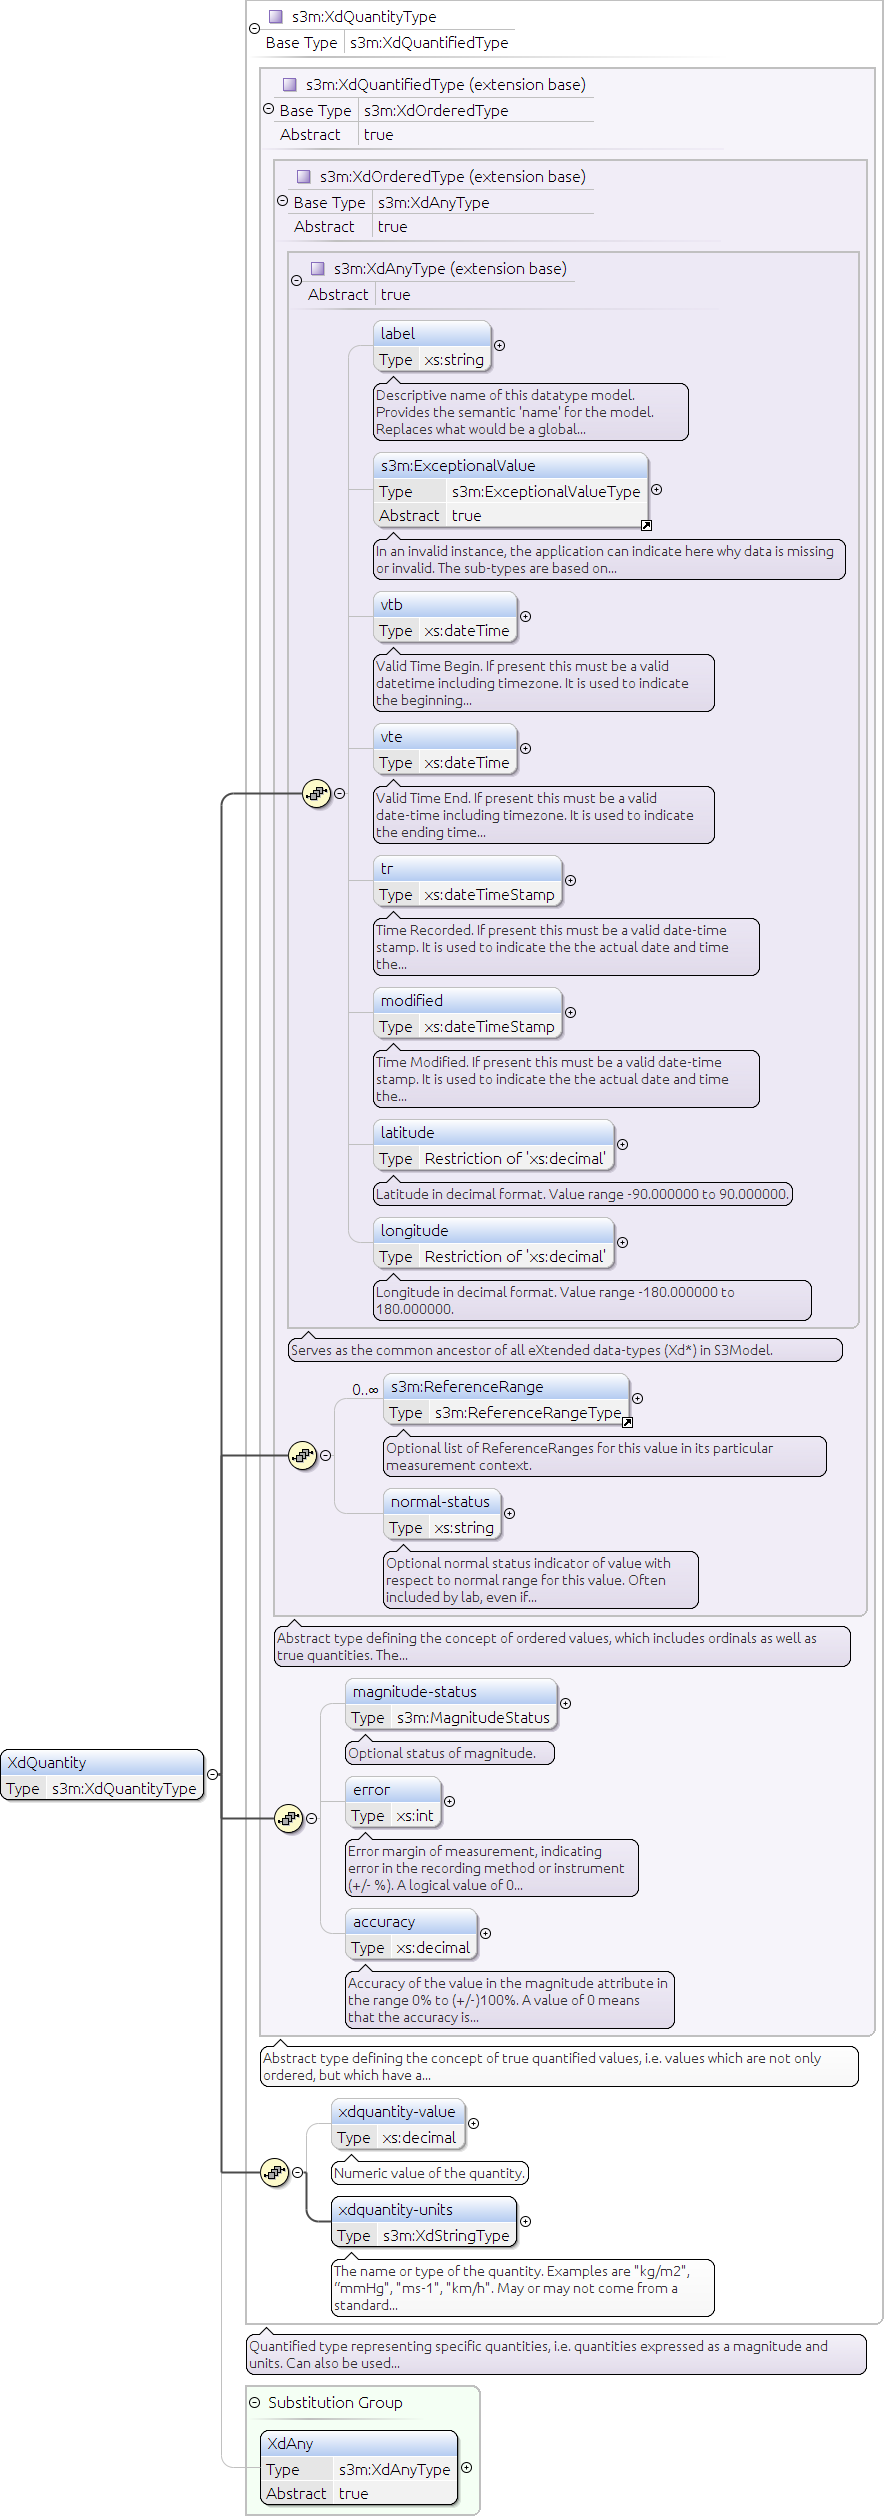 s3m:XdQuantityType
Base Type s3m:XdQuantifiedType
s3m:XdQuantifiedType (extension base)
Base Type s3m:XdOrderedType
Abstract true
s3m:XdOrderedType (extension base)
Base Type s3m:XdAnyType
Abstract true
s3m:XdAnyType (extension base)
Abstract true
label
Type xs:string
Descriptive name of this datatype model.
Provides the semantic 'name' for the model.
Replaces what would be a global...
s3m:ExceptionalValue
Type s3m:ExceptionalValueType
Abstract true
In an invalid instance, the application can indicate here why data is missing
or invalid. The sub-types are based on...
vtb
Type xs:dateTime
Valid Time Begin. If present this must be a valid
datetime including timezone. It is used to indicate
the beginning...
vte
Type xs:dateTime
Valid Time End. If present this must be a valid
date-time including timezone. It is used to indicate
the ending time...
tr
Type xs:dateTimeStamp
Time Recorded. If present this must be a valid date-time
stamp. It is used to indicate the the actual date and time
the...
modified
Type xs:dateTimeStamp
Time Modified. If present this must be a valid date-time
stamp. It is used to indicate the the actual date and time
the...
latitude
Type Restriction of 'xs:decimal'
Latitude in decimal format. Value range -90.000000 to 90.000000.
longitude
Type Restriction of 'xs:decimal'
Longitude in decimal format. Value range -180.000000 to
180.000000.
Serves as the common ancestor of all eXtended data-types (Xd*) in S3Model.
0..∞
s3m:ReferenceRange
Type s3m:ReferenceRangeType
Optional list of ReferenceRanges for this value in its particular
measurement context.
normal-status
Type xs:string
Optional normal status indicator of value with
respect to normal range for this value. Often
included by lab, even if...
Abstract type defining the concept of ordered values, which includes ordinals as well as
true quantities. The...
magnitude-status
Type s3m:MagnitudeStatus
Optional status of magnitude.
XdQuantity
Type s3m:XdQuantityType
error
Type xs:int
Error margin of measurement, indicating
error in the recording method or instrument
(+/- %). A logical value of 0...
accuracy
Type xs:decimal
Accuracy of the value in the magnitude attribute in
the range 0% to (+/-)100%. A value of 0 means
that the accuracy is...
Abstract type defining the concept of true quantified values, i.e. values which are not only
ordered, but which have a...
xdquantity-value
Type xs:decimal
Numeric value of the quantity.
xdquantity-units
Type s3m:XdStringType
The name or type of the quantity. Examples are "kg/m2",
“mmHg", "ms-1", "km/h". May or may not come from a
standard...
Quantified type representing specific quantities, i.e. quantities expressed as a magnitude and
units. Can also be used...
Substitution Group
XdAny
Type s3m:XdAnyType
Abstract true